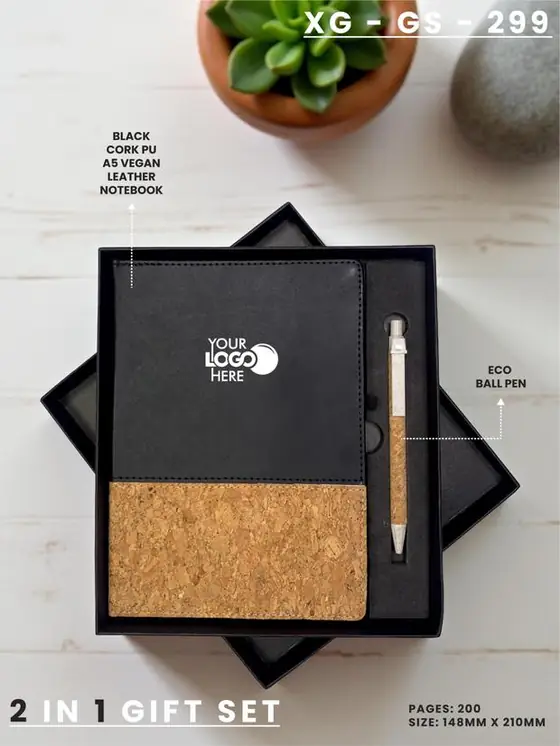 XG - GS - 299
BLACK
CORK PU
A5 VEGAN
LEATHER
NOTEBOOK
YOUR
LOGO
HERE
ECO
BALL PEN
2 IN 1 GIFT SET
PAGES: 200
SIZE: 148MM X 210MM